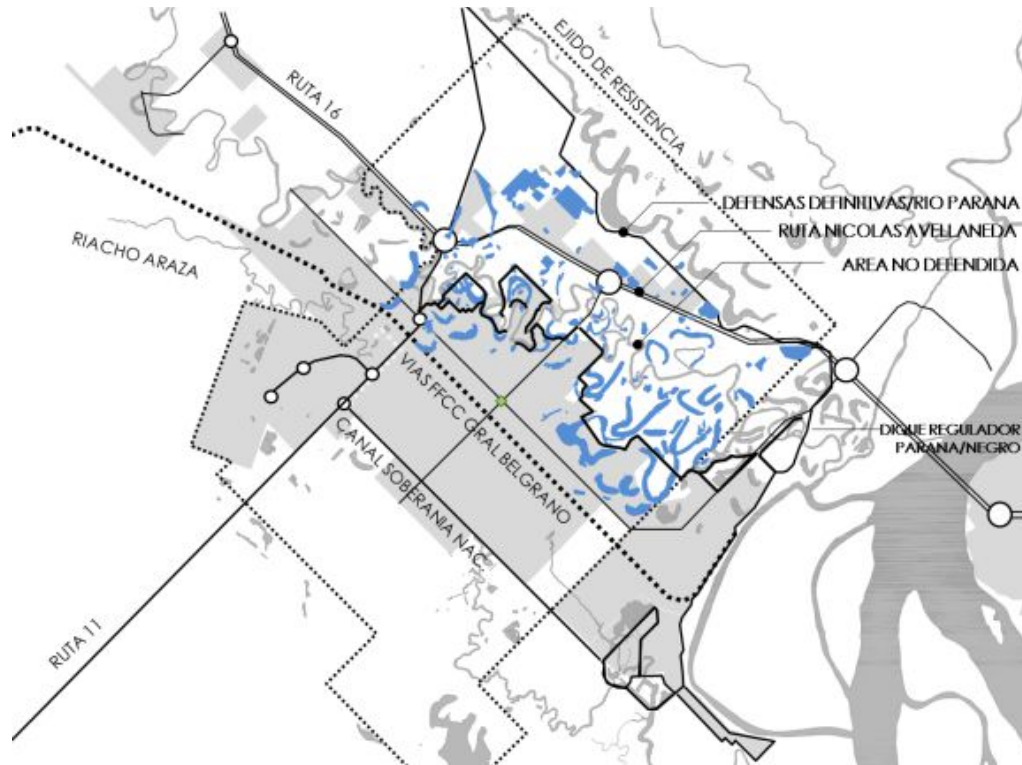 EJIDO DE RESISTENCIA
RUTA 16
DEFENSAS DEFINITIVAS/RIO PARANA
RUTA NICOLAS AVELLANEDA
AREA NO DEFENDIDA
RIACHO ARAZA
VIAS FFCC GRAL BELGRANO
CANAL SOBERANIA NAC.
DIQUE REGULADOR
PARANA/NEGRO
RUTA 11